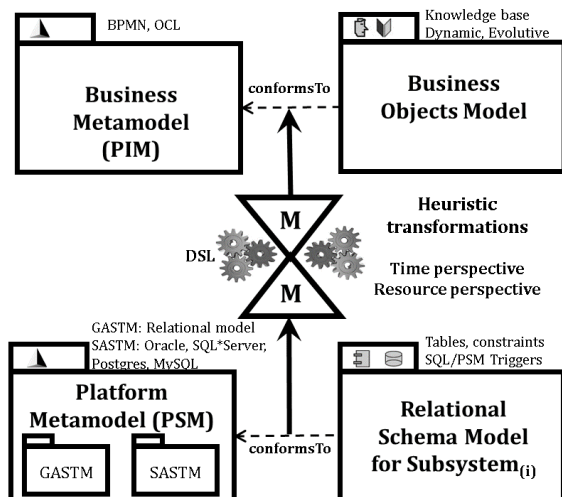 BPMN, OCL
Knowledge base
Dynamic, Evolutive
Business
Metamodel
(PIM)
conformsTo
Business
Objects Model
M
Heuristic
transformations
DSL
M
Time perspective
Resource perspective
GASTM: Relational model
SASTM: Oracle, SQL*Server,
Postgres, MySQL
Tables, constraints
SQL/PSM Triggers
Platform
Metamodel (PSM)
GASTM
SASTM
conformsTo
Relational
Schema Model
for Subsystem(i)